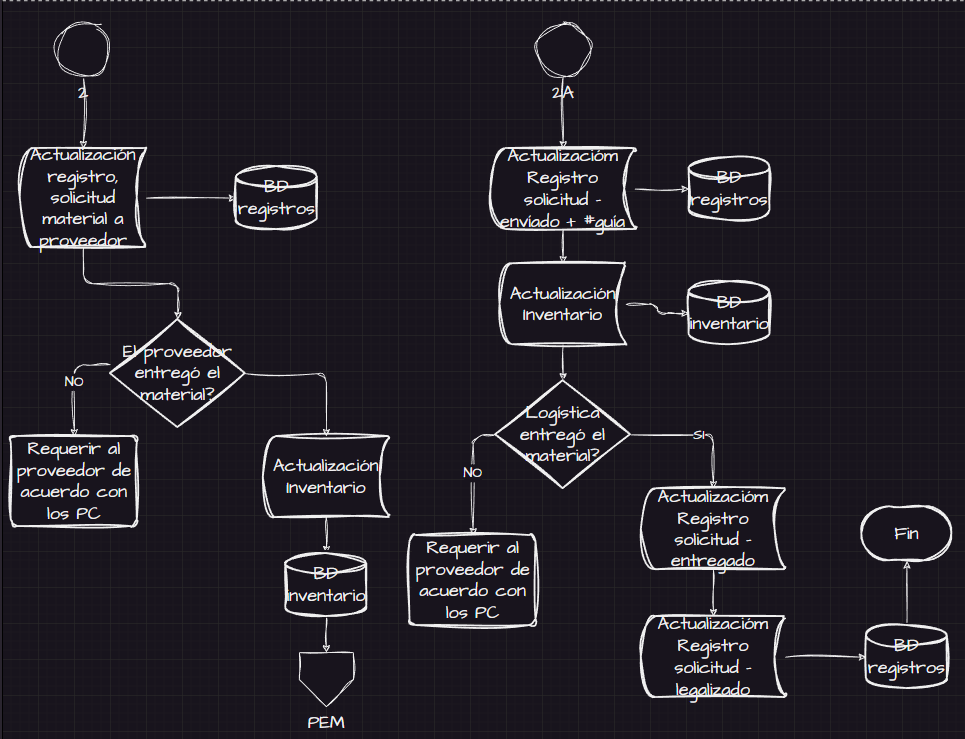 2
Actualización
registro,
solicitud
material a
proveedor
BD
registros
El proveedor
entregó el
material?
NO
Requerir al
proveedor de
acuerdo con
los PC
Actualización
Inventario
BD
inventario
PEM
2A
Actualizacióm
Registro
solicitud -
envíado + #guía
BD
registros
Actualización
Inventario
BD
inventario
Logística
entregó el
material?
NO
SI
Requerir al
proveedor de
acuerdo con
los PC
Actualizacióm
Registro
solicitud -
entregado
Actualizacióm
Registro
solicitud -
legalizado
BD
registros
Fin